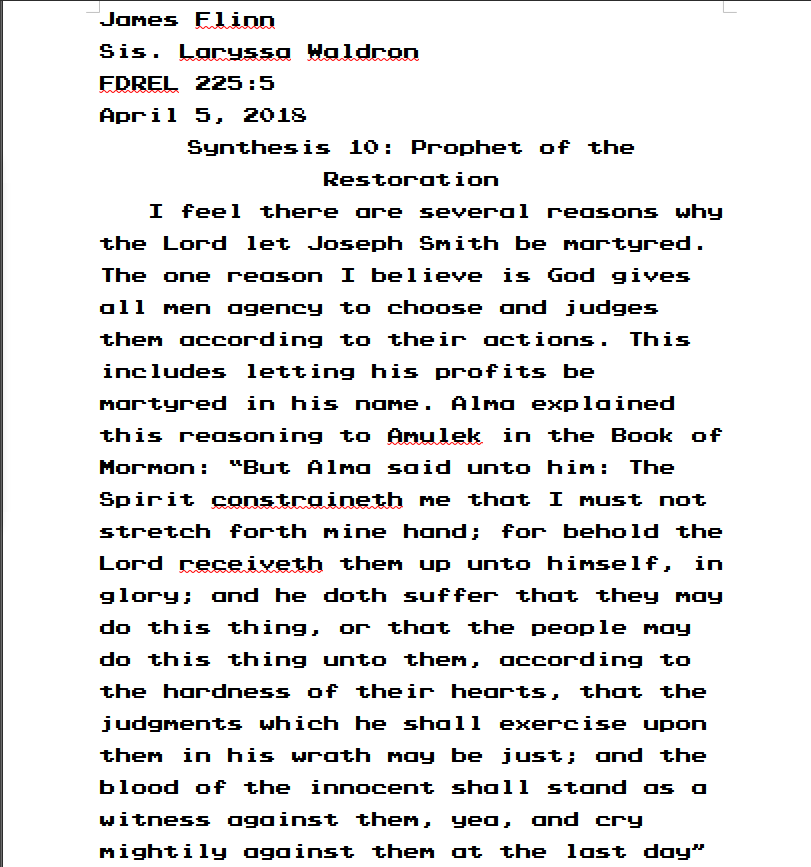 James Flinn
Sis. Laryssa Waldron
FDREL 225:5
April 5, 2018
Synthesis 10: Prophet of the
Restoration
I feel there are several reasons why
the Lord let Joseph Smith be martyred.
The one reason I believe is God gives
all men agency to choose and judges
them according to their actions. This
includes letting his profits be
martyred in his name. Alma explained
this reasoning to Amulek in the Book of
Mormon: “But Alma said unto him: The
Spirit constraineth me that I must not
stretch forth mine hand; for behold the
Lord receiveth them up unto himself, in
glory; and he doth suffer that they may
do this thing, or that the people may
do this thing unto them, according to
the hardness of their hearts, that the
judgments which he shall exercise upon
them in his wrath may be just; and the
blood of the innocent shall stand as a
witness against them, yea, and cry
mightily against them at the last day”